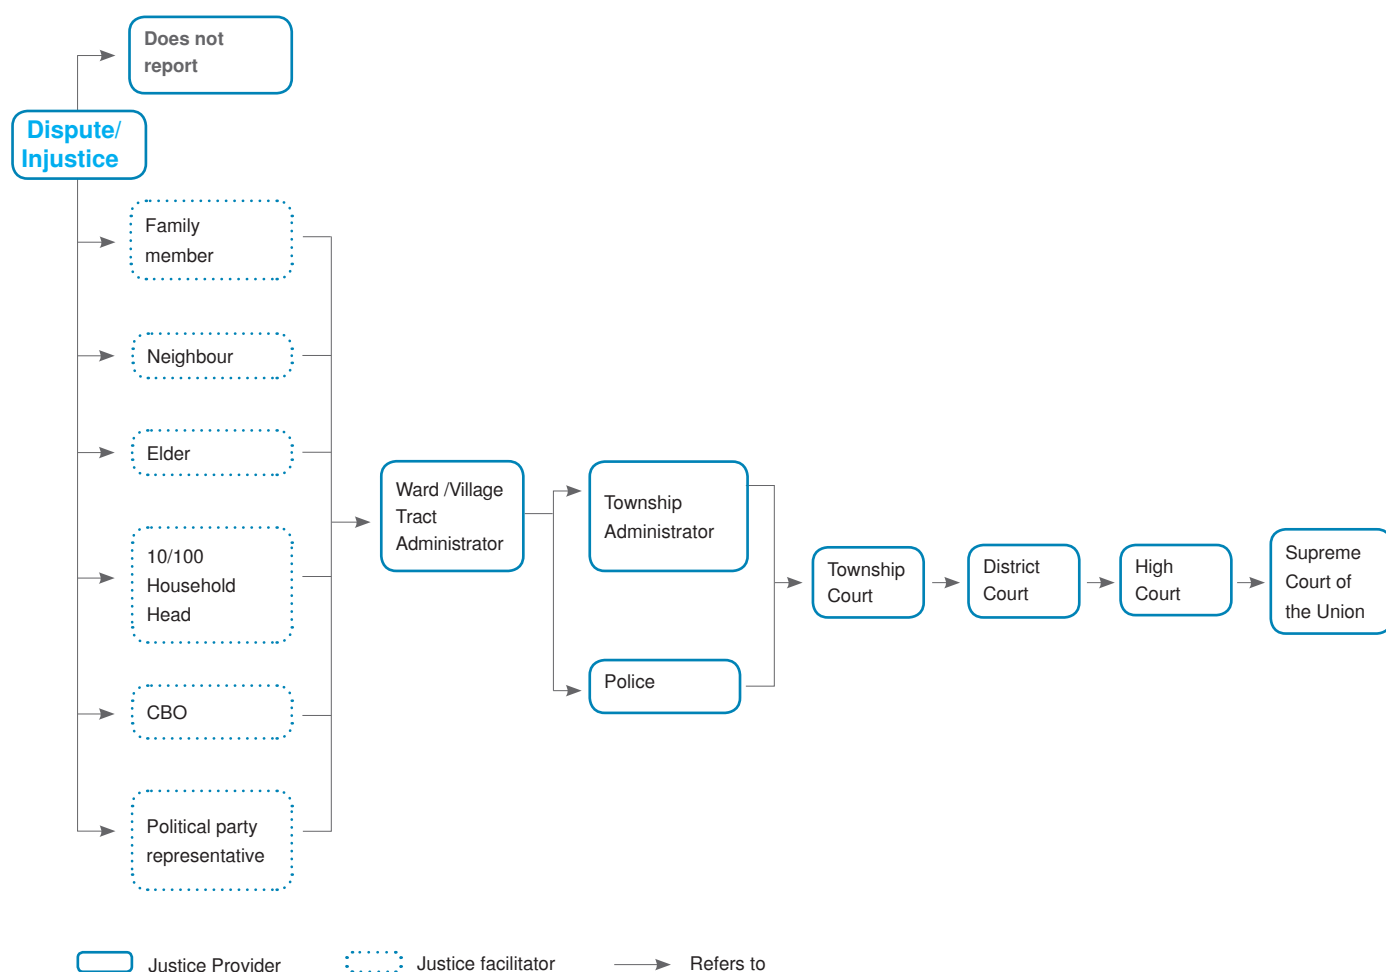 Does not
report
Dispute/
Injustice
Family
member
Neighbour
Elder
10/100
Household
Head
CBO
Political party
representative
Ward /Village
Tract
Administrator
Township
Administrator
Police
Township
Court
District
Court
High
Court
Supreme
Court of
the Union
Justice Provider
Justice facilitator
Refers to